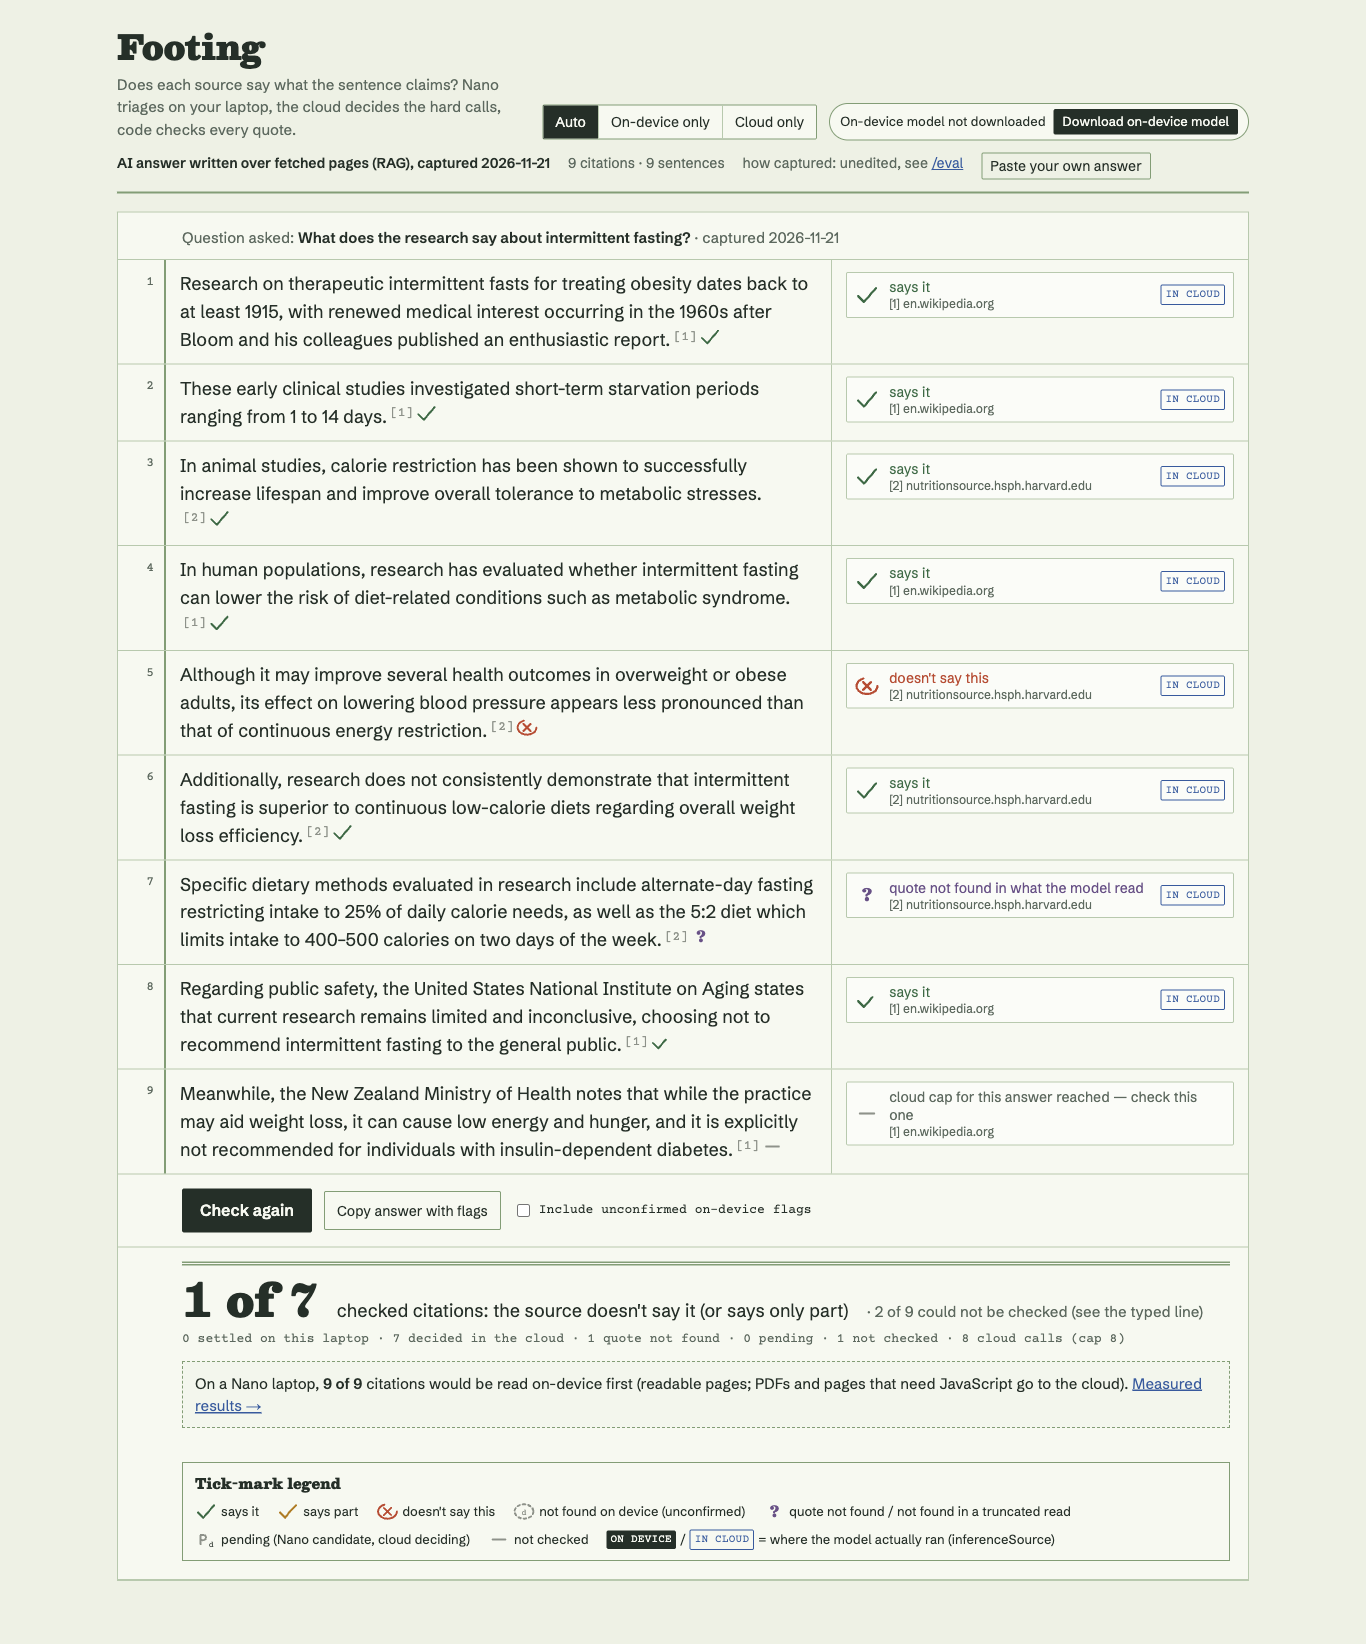 Footing
Does each source say what the sentence claims? Nano
triages on your laptop, the cloud decides the hard calls,
code checks every quote.
Auto On-device only Cloud only On-device model not downloaded Download on-device model
AI answer written over fetched pages (RAG), captured 2026-11-21 9 citations · 9 sentences how captured: unedited, see /eval Paste your own answer
Question asked: What does the research say about intermittent fasting? · captured 2026-11-21
1
Research on therapeutic intermittent fasts for treating obesity dates back to
at least 1915, with renewed medical interest occurring in the 1960s after
Bloom and his colleagues published an enthusiastic report. [1] ✓
says it
[1] en.wikipedia.org
IN CLOUD
2
These early clinical studies investigated short-term starvation periods
ranging from 1 to 14 days. [1] ✓
says it
[1] en.wikipedia.org
IN CLOUD
3
In animal studies, calorie restriction has been shown to successfully
increase lifespan and improve overall tolerance to metabolic stresses.
[2] ✓
says it
[2] nutritionsource.hsph.harvard.edu
IN CLOUD
4
In human populations, research has evaluated whether intermittent fasting
can lower the risk of diet-related conditions such as metabolic syndrome.
[1] ✓
says it
[1] en.wikipedia.org
IN CLOUD
5
Although it may improve several health outcomes in overweight or obese
adults, its effect on lowering blood pressure appears less pronounced than
that of continuous energy restriction. [2]
doesn't say this
[2] nutritionsource.hsph.harvard.edu
IN CLOUD
6
Additionally, research does not consistently demonstrate that intermittent
fasting is superior to continuous low-calorie diets regarding overall weight
loss efficiency. [2] ✓
says it
[2] nutritionsource.hsph.harvard.edu
IN CLOUD
7
Specific dietary methods evaluated in research include alternate-day fasting
restricting intake to 25% of daily calorie needs, as well as the 5:2 diet which
limits intake to 400–500 calories on two days of the week. [2] ?
? quote not found in what the model read
[2] nutritionsource.hsph.harvard.edu
IN CLOUD
8
Regarding public safety, the United States National Institute on Aging states
that current research remains limited and inconclusive, choosing not to
recommend intermittent fasting to the general public. [1] ✓
says it
[1] en.wikipedia.org
IN CLOUD
9
Meanwhile, the New Zealand Ministry of Health notes that while the practice
may aid weight loss, it can cause low energy and hunger, and it is explicitly
not recommended for individuals with insulin-dependent diabetes. [1] —
— cloud cap for this answer reached — check this
one
[1] en.wikipedia.org
Check again Copy answer with flags Include unconfirmed on-device flags
1 of 7 checked citations: the source doesn't say it (or says only part) · 2 of 9 could not be checked (see the typed line)
0 settled on this laptop · 7 decided in the cloud · 1 quote not found · 0 pending · 1 not checked · 8 cloud calls (cap 8)
On a Nano laptop, 9 of 9 citations would be read on-device first (readable pages; PDFs and pages that need JavaScript go to the cloud). Measured
results →
Tick-mark legend
✓ says it ✓ says part doesn't say this d not found on device (unconfirmed) ? quote not found / not found in a truncated read
Pd pending (Nano candidate, cloud deciding) — not checked ON DEVICE / IN CLOUD = where the model actually ran (inferenceSource)